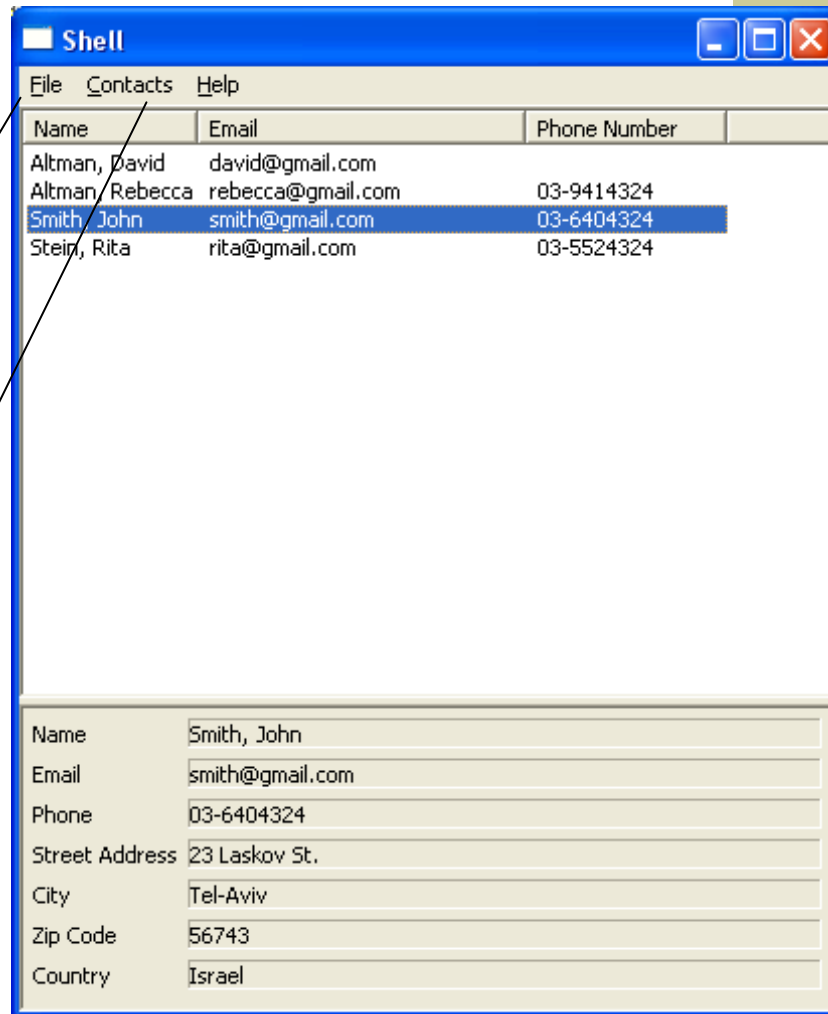 Shell
File Contacts Help
Name Email Phone Number
Altman, David david@gmail.com
Altman, Rebecca rebecca@gmail.com 03-9414324
Smith, John smith@gmail.com 03-6404324
Stein, Rita rita@gmail.com 03-5524324
Name Smith, John
Email smith@gmail.com
Phone 03-6404324
Street Address 23 Laskov St.
City Tel-Aviv
Zip Code 56743
Country Israel